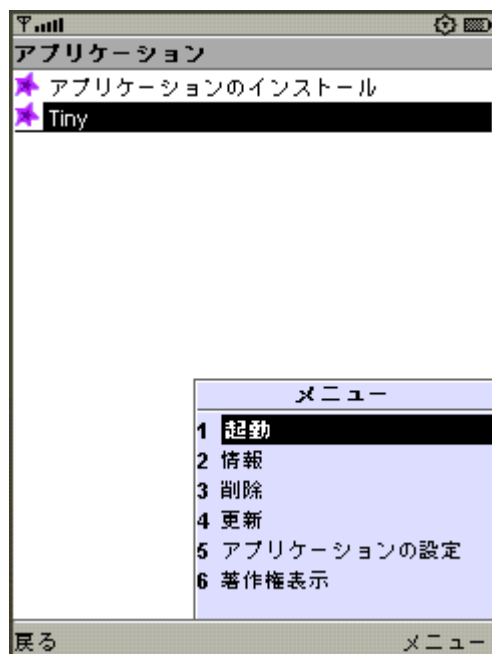 アプリケーション
アプリケーションのインストール
Tiny
メニュー
1 起動
2 情報
3 削除
4 更新
5 アプリケーションの設定
6 著作権表示
戻る メニュー